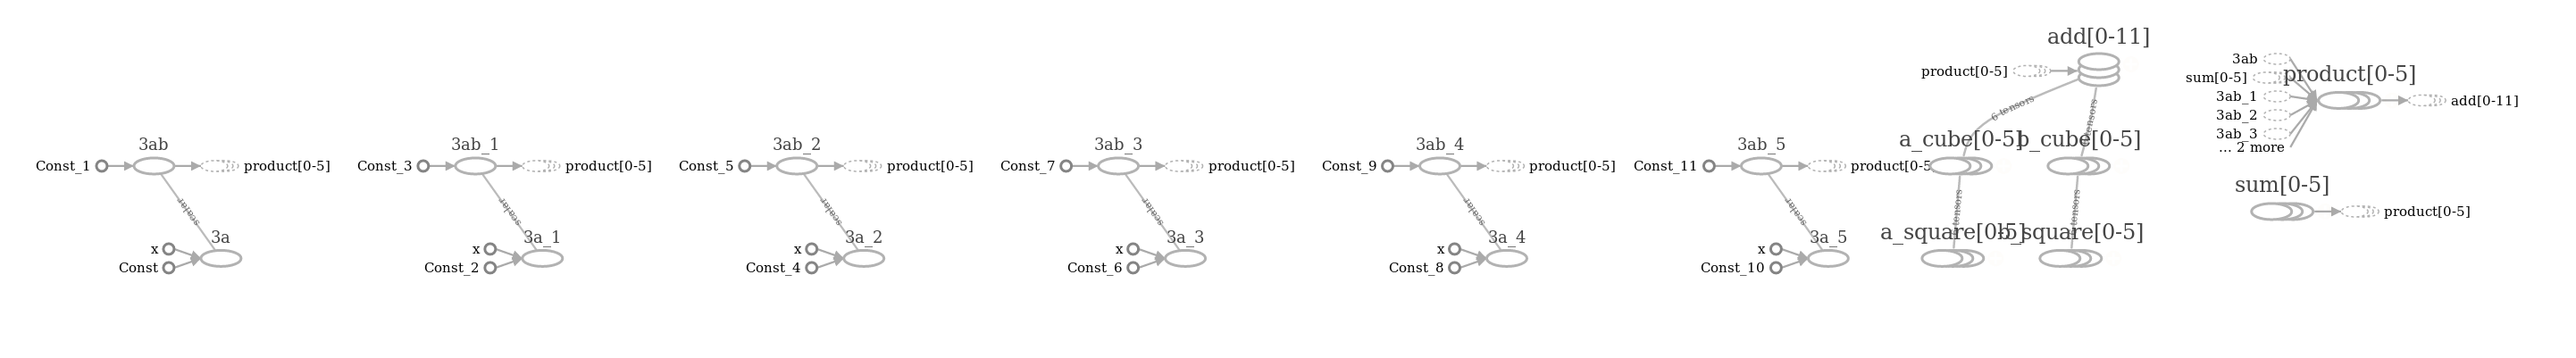 3ab
Const_1
product[0-5]
scalar
3a
x
Const
3ab_1
Const_3
product[0-5]
scalar
3a_1
x
Const_2
3ab_2
Const_5
product[0-5]
scalar
3a_2
x
Const_4
3ab_3
Const_7
product[0-5]
scalar
3a_3
x
Const_6
3ab_4
Const_9
product[0-5]
scalar
3a_4
x
Const_8
3ab_5
Const_11
product[0-5
scalar
3a_5
x
Const_10
add[0-11]
product[0-5]
6 tensors
tensors
a_cube[0-5]
b_cube[0-5]
tensors
tensors
a_square[0-5]
square[0-5]
3ab
sum[0-5]
3ab_1
3ab_2
3ab_3
... 2 more
product[0-5]
add[0-11]
sum[0-5]
product[0-5]